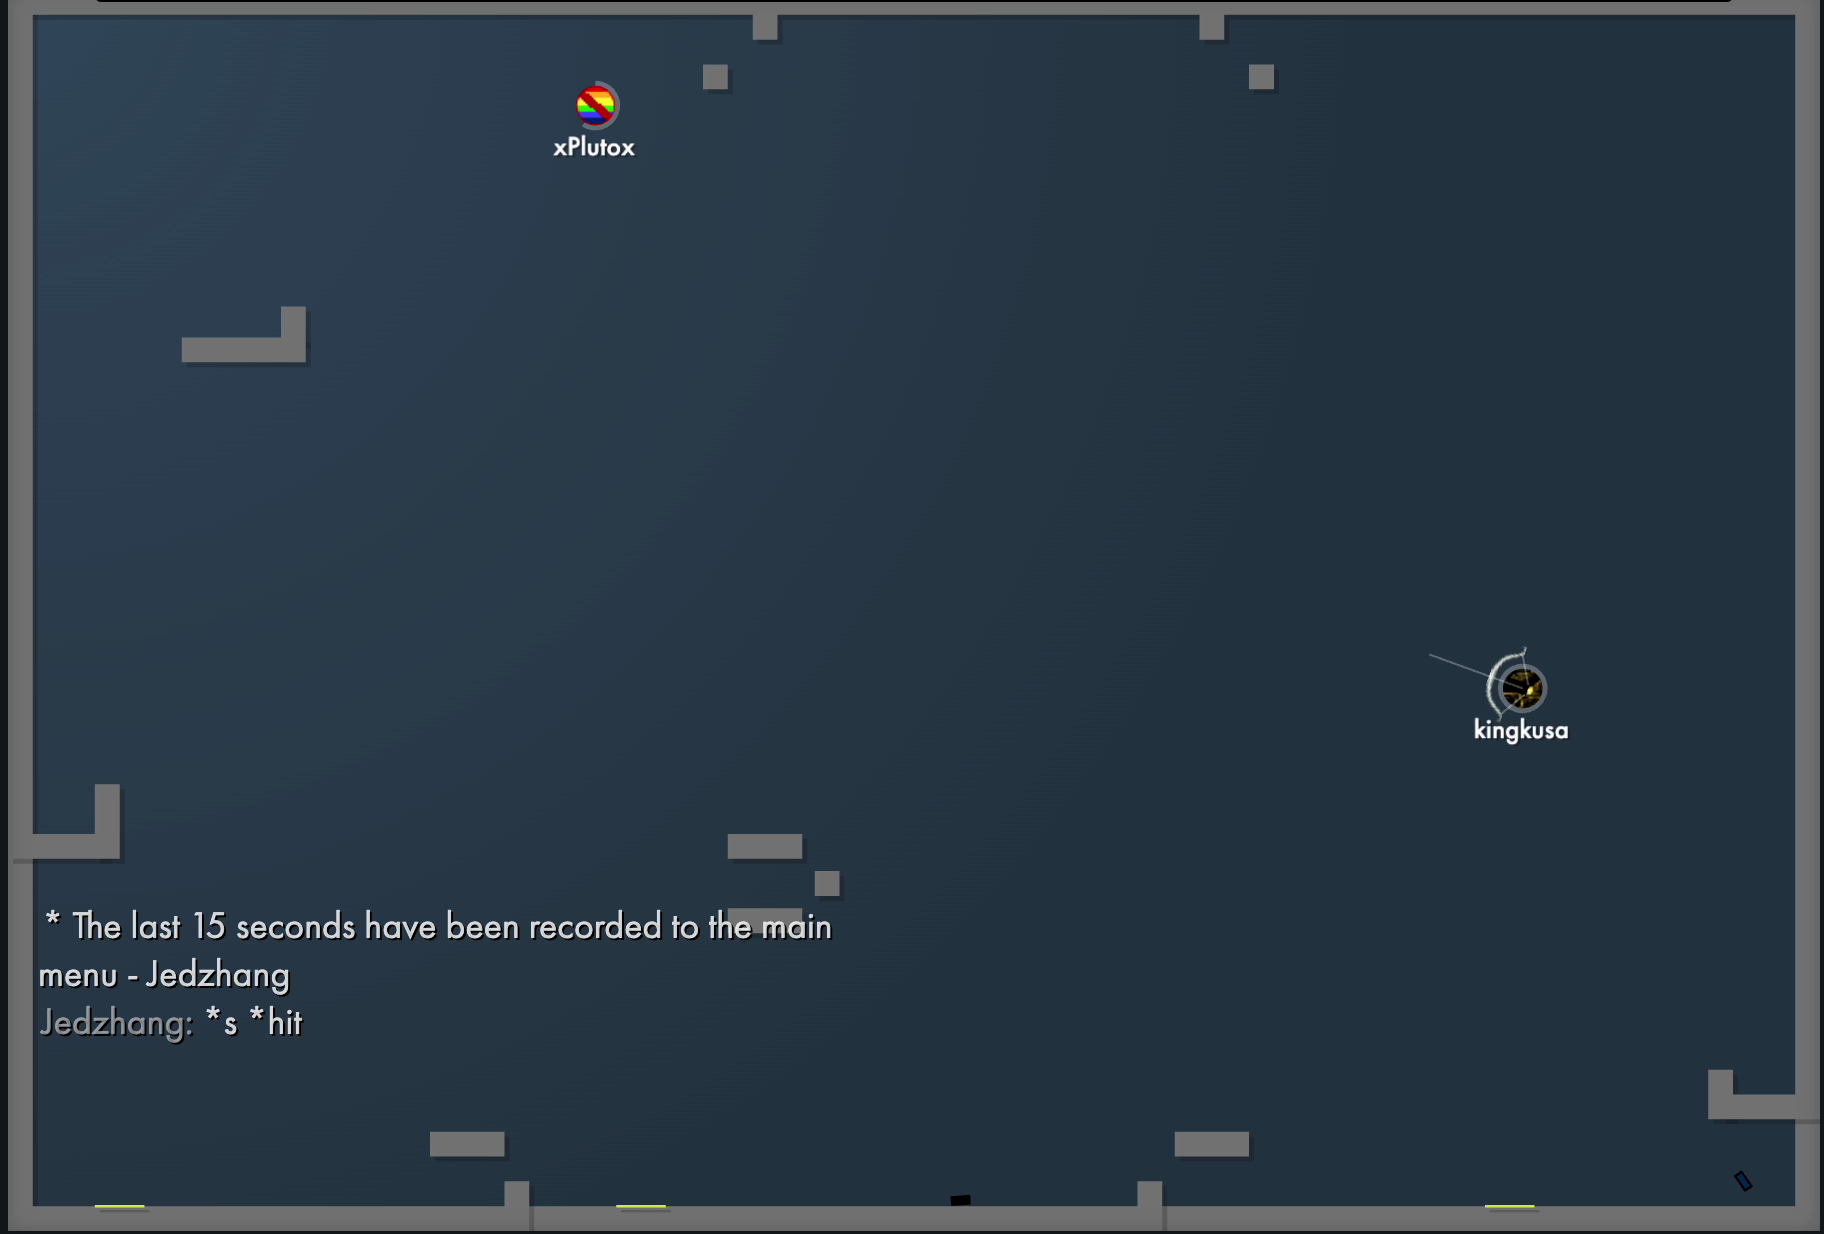 xPlutox
kingkusa
* The last 15 seconds have been recorded to the main
menu - Jedzhang
Jedzhang: *s *hit